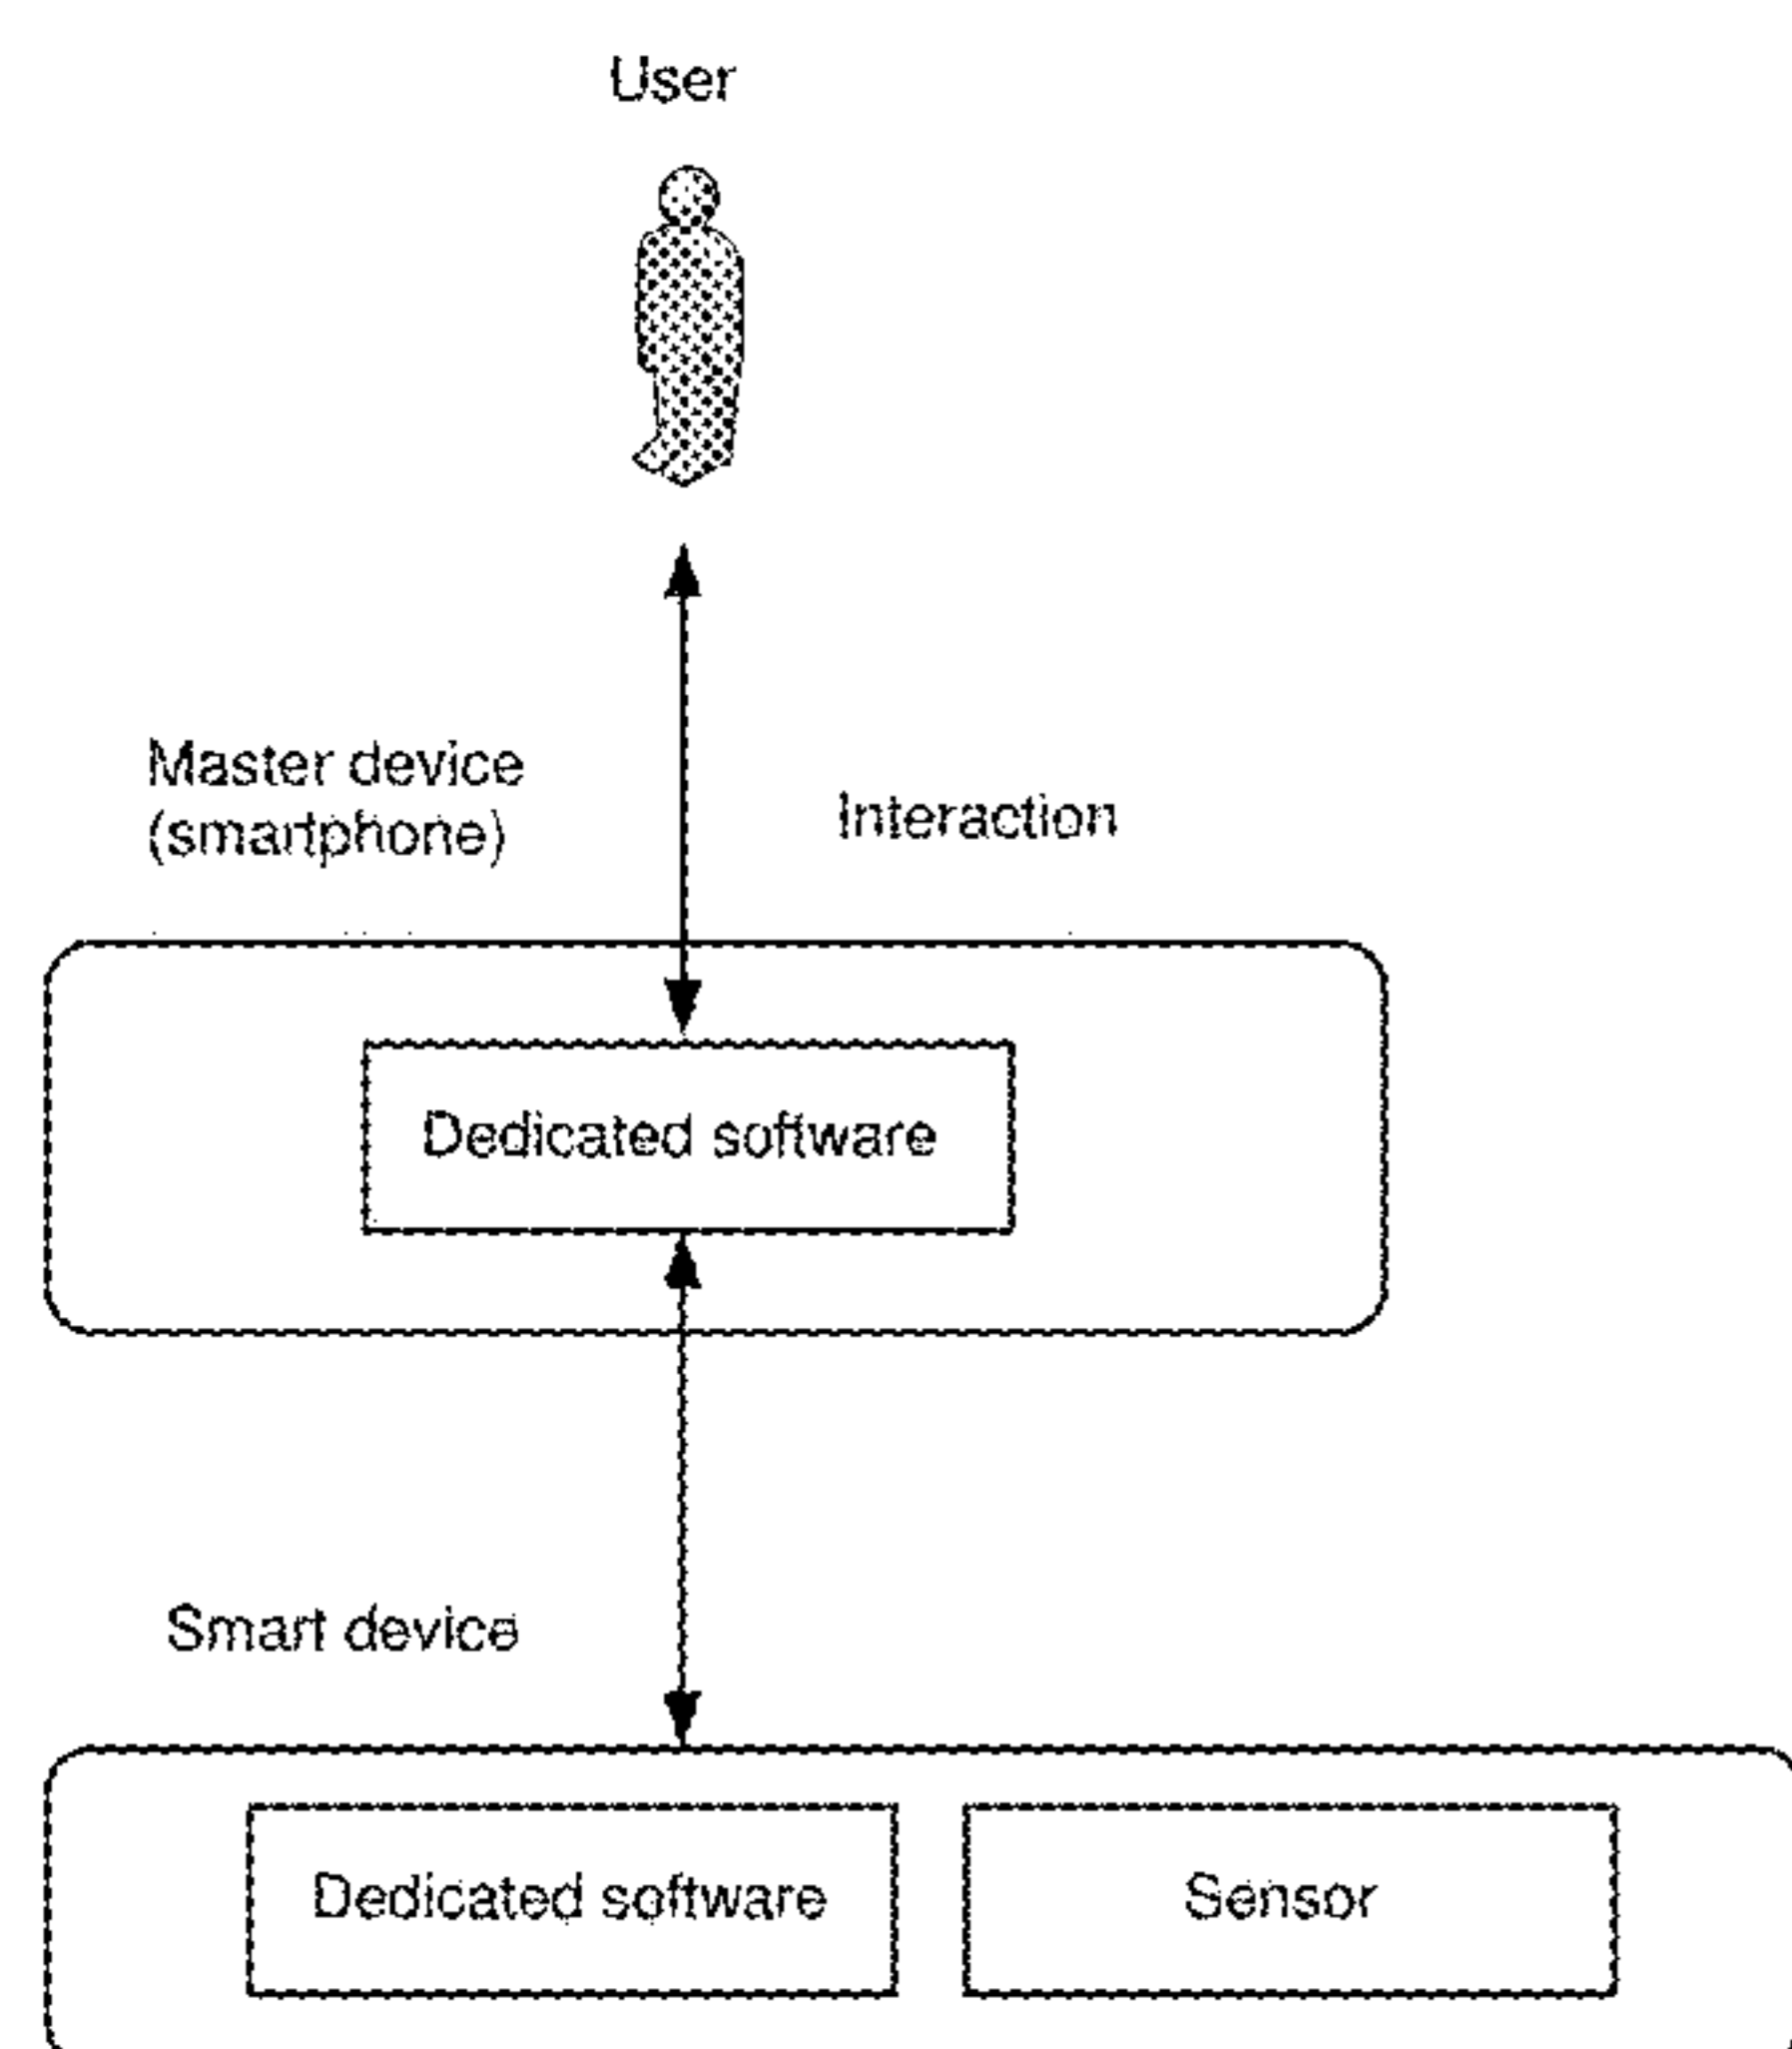 User
Master device
(smartphone)
Interaction
Dedicated software
Smart device
Dedicated software
Sensor